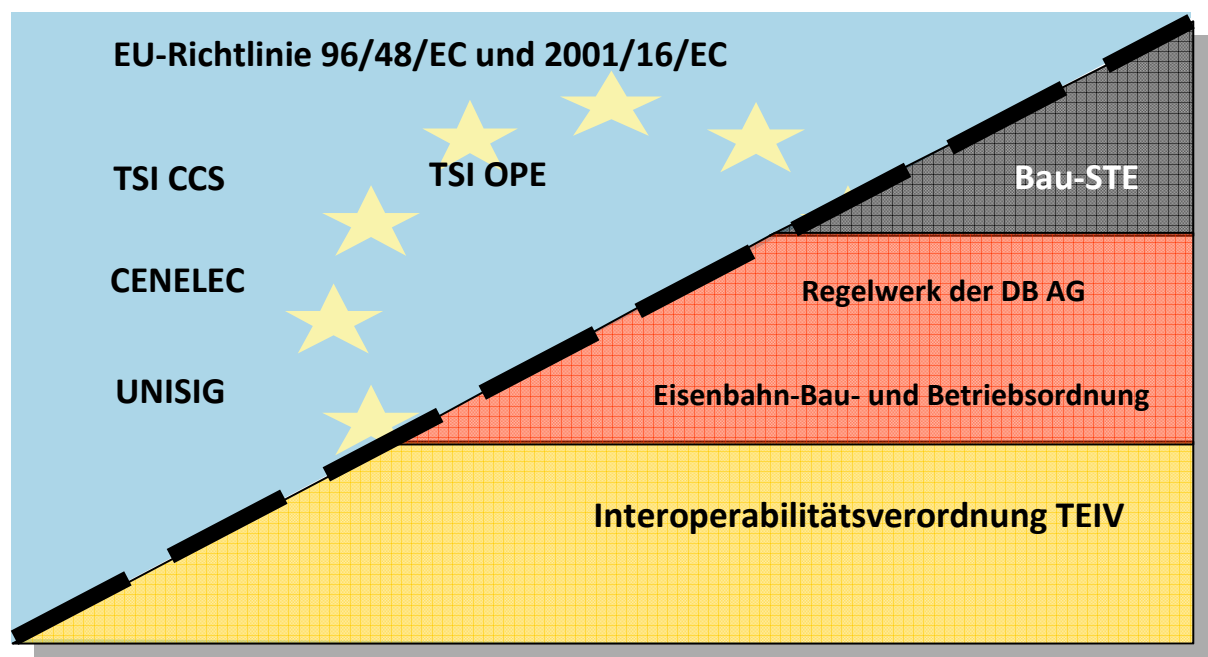 EU-Richtlinie 96/48/EC und 2001/16/EC
TSI CCS
TSI OPE
Bau-STE
CENELEC
Regelwerk der DB AG
UNISIG
Eisenbahn-Bau- und Betriebsordnung
Interoperabilitätsverordnung TEIV